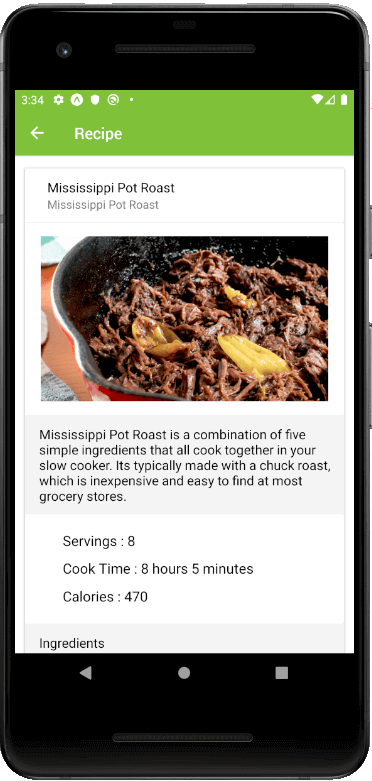 3:34
Recipe
Mississippi Pot Roast
Mississippi Pot Roast
Mississippi Pot Roast is a combination of five
simple ingredients that all cook together in your
slow cooker. Its typically made with a chuck roast,
which is inexpensive and easy to find at most
grocery stores.
Servings : 8
Cook Time : 8 hours 5 minutes
Calories : 470
Ingredients